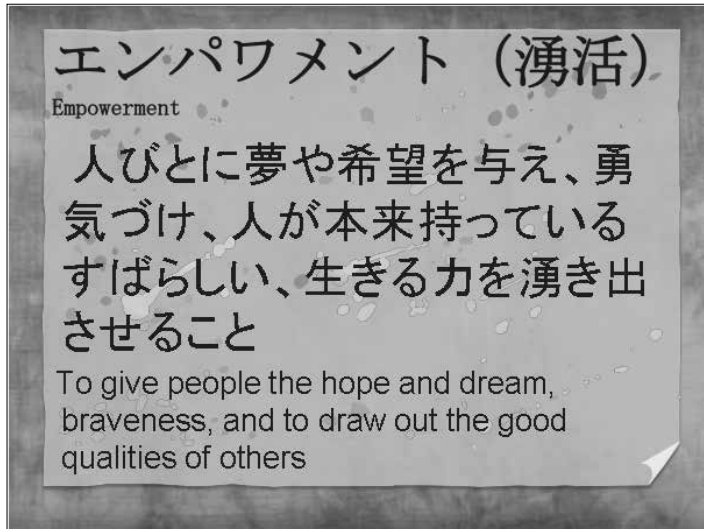 エンパワメント（湧活）
Empowerment
人びとに夢や希望を与え、勇
気づけ、人が本来持っている
すばらしい、生きる力を湧き出
させること
To give people the hope and dream,
braveness, and to draw out the good
qualities of others